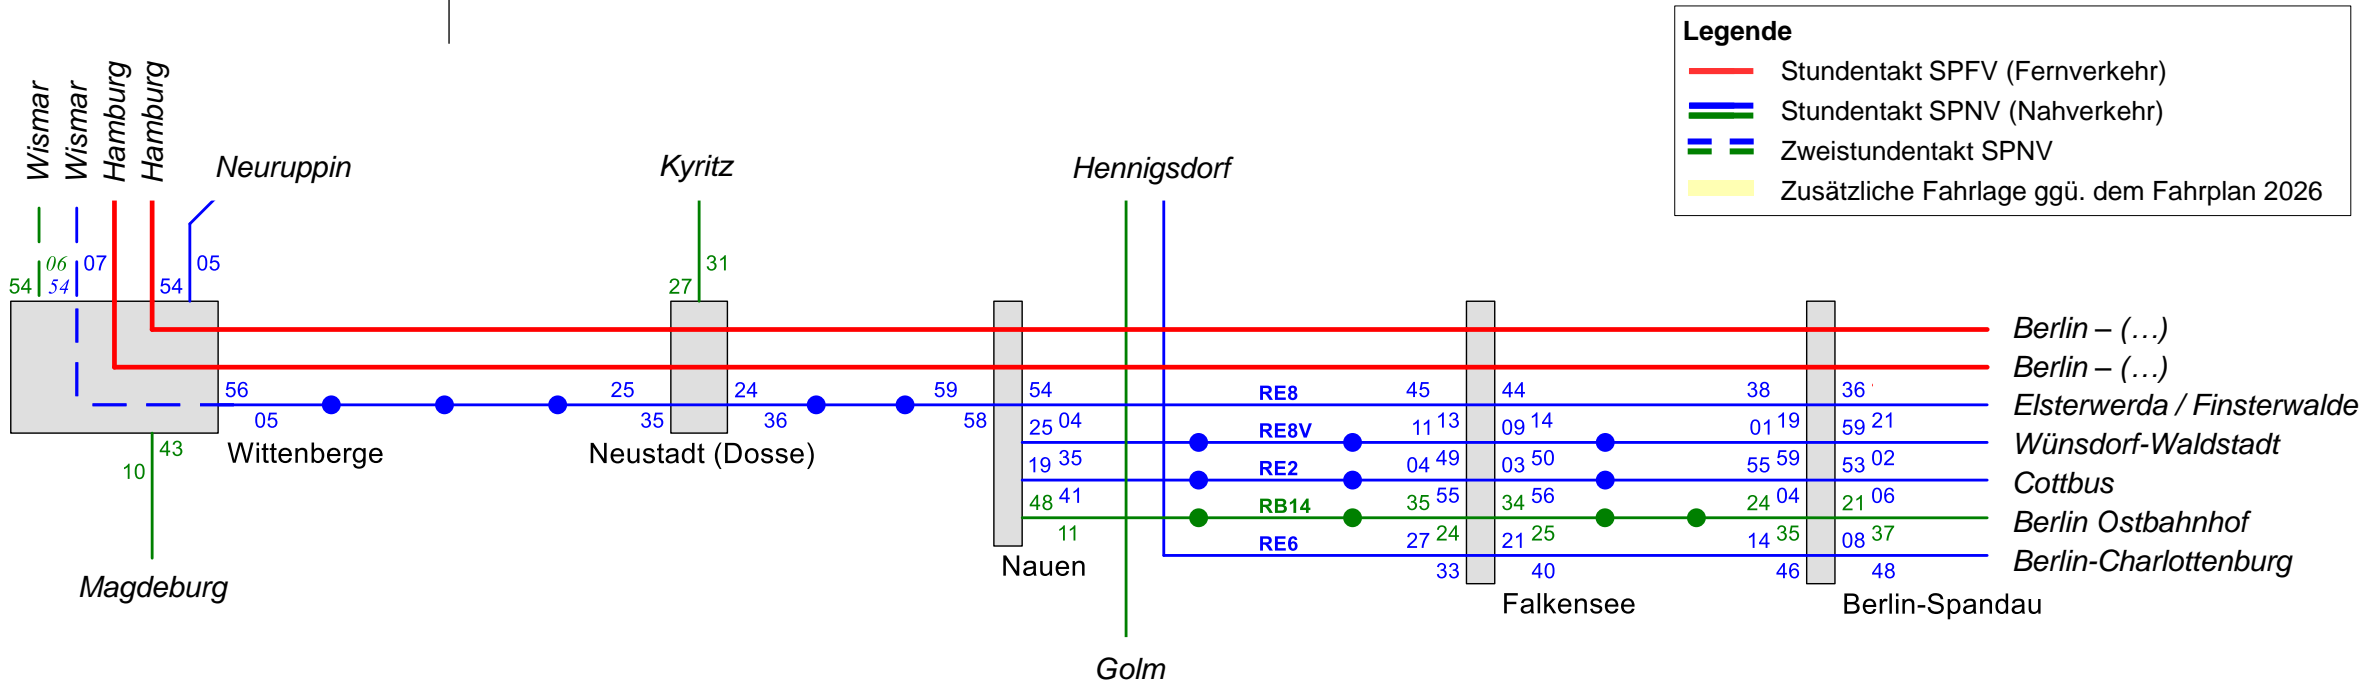 Legende
Stundentakt SPFV (Fernverkehr)
Stundentakt SPNV (Nahverkehr)
Zweistundentakt SPNV
Zusätzliche Fahrlage ggü. dem Fahrplan 2026
Wismar
Wismar
Hamburg
Hamburg
Neuruppin
Kyritz
Hennigsdorf
06 07 05 31
54 54 54 27
Berlin – (…)
Berlin – (…)
56 25 24 59 54 RE8 45 44 38 36
Elsterwerda / Finsterwalde
05 35 36 58 04 13 14 19 21
25 RE8V 11 09 01 59
Wünsdorf-Waldstadt
35 49 50 59 02
19 RE2 04 03 55 53
Cottbus
41 55 56 04 06
48 RB14 35 34 24 21
Berlin Ostbahnhof
11 24 25 35 37
RE6 27 21 14 08
Berlin-Charlottenburg
33 40 46 48
43
10
Wittenberge
Neustadt (Dosse)
Nauen
Falkensee
Berlin-Spandau
Magdeburg
Golm